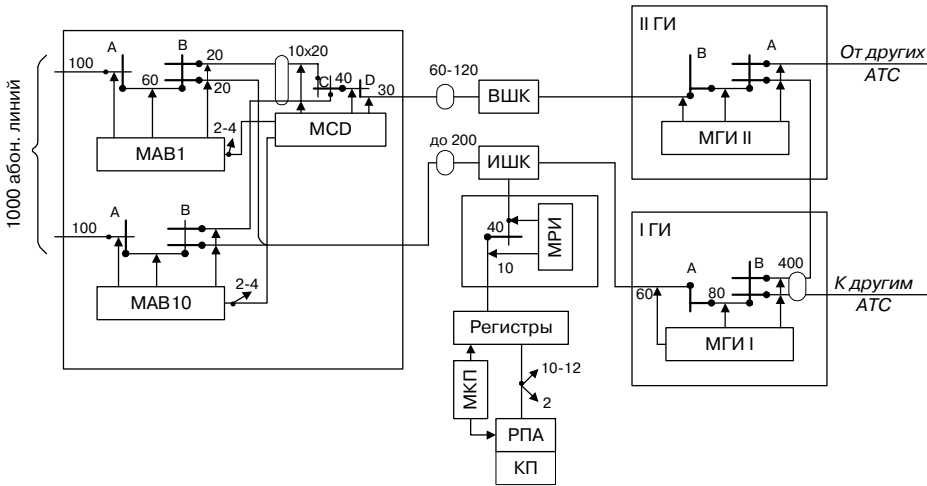 1000 абон. линий
100
A
B
60
20
20
10x20
C
40
D
30
2-4
МАВ1
MCD
100
A
B
2-4
МАВ10
60-120
ВШК
до 200
ИШК
40
10
МРИ
Регистры
МКП
10-12
2
РПА
КП
II ГИ
B
A
МГИ II
От других
АТС
I ГИ
A
B
400
60
80
МГИ I
К другим
АТС